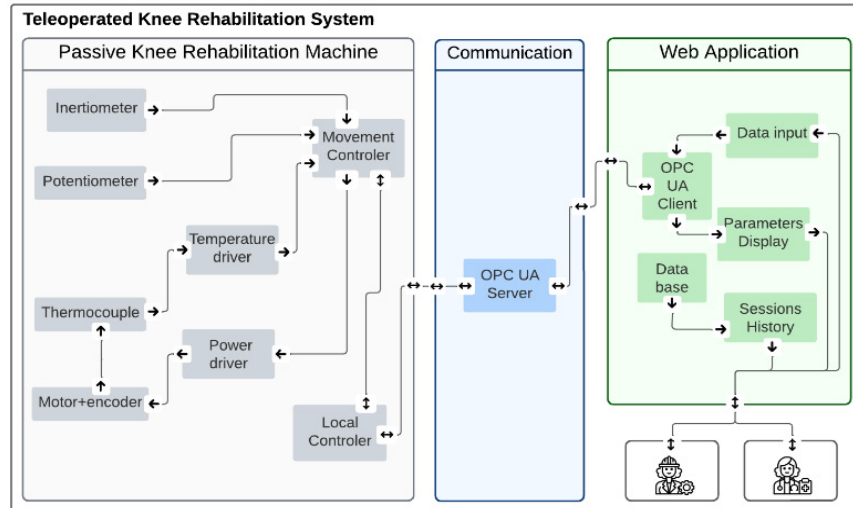 Teleoperated Knee Rehabilitation System
Passive Knee Rehabilitation Machine
Communication
Web Application
Inertiometer
Movement
Controler
Potentiometer
Temperature
driver
Thermocouple
Power
driver
Motor+encoder
Local
Controler
OPC UA
Server
Data input
OPC
UA
Client
Parameters
Display
Data
base
Sessions
History